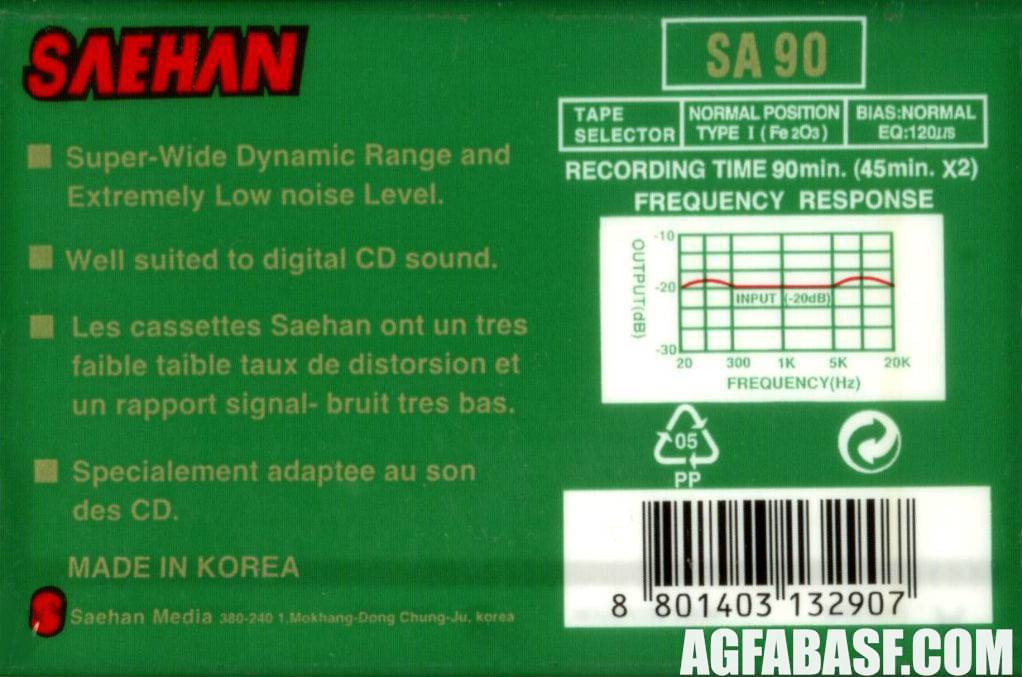 SAEHAN
Super-Wide Dynamic Range and
Extremely Low noise Level.
Well suited to digital CD sound.
Les cassettes Saehan ont un tres
faible taible taux de distorsion et
un rapport signal- bruit tres bas.
Specialement adaptee au son
des CD.
MADE IN KOREA
Saehan Media 380-240 1,Mokhang-Dong Chung-Ju, korea
SA 90
TAPE SELECTOR
NORMAL POSITION
TYPE I (Fe2O3)
BIAS:NORMAL
EQ:120μs
RECORDING TIME 90min. (45min. X2)
FREQUENCY RESPONSE
OUTPUT(dB)
-10
-20
-30
INPUT (-20dB)
20 300 1K 5K 20K
FREQUENCY(Hz)
05
PP
8 801403 132907
AGFABASF.COM